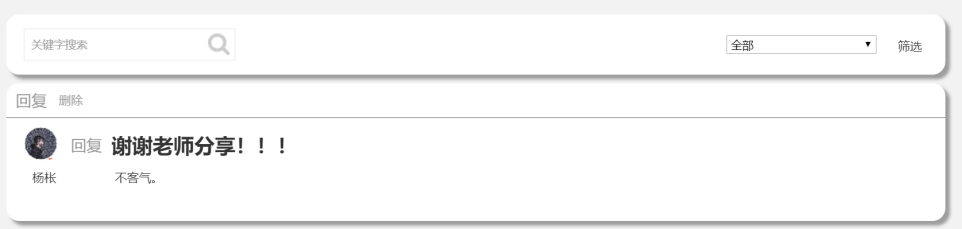 关键字搜索
全部
筛选
回复 删除
回复 谢谢老师分享！！！
杨枨 不客气。